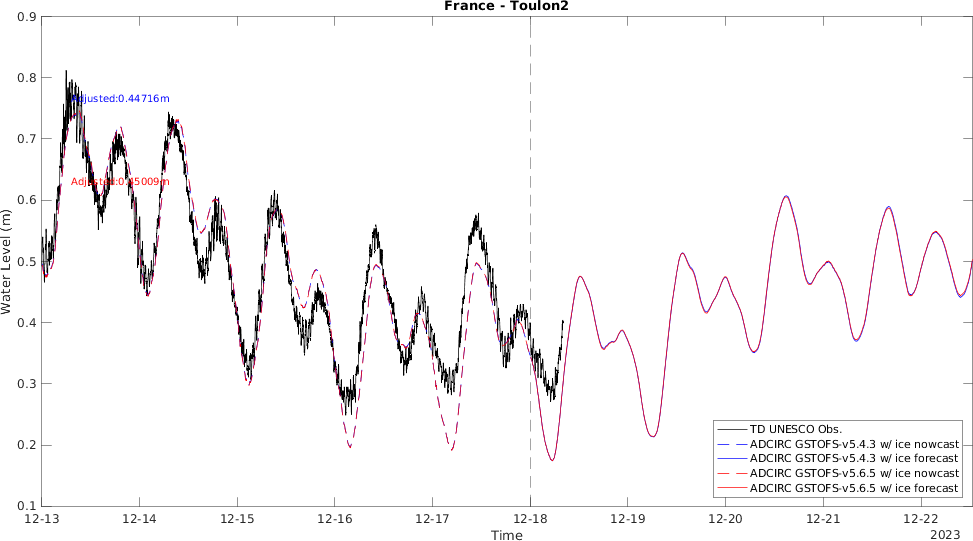 France - Toulon2
0.9
0.8
0.7
0.6
0.5
0.4
0.3
0.2
0.1
Water Level (m)
Adjusted:0.44716m
Adjusted:0.45009m
TD UNESCO Obs.
ADCIRC GSTOFS-v5.4.3 w/ ice nowcast
ADCIRC GSTOFS-v5.4.3 w/ ice forecast
ADCIRC GSTOFS-v5.6.5 w/ ice nowcast
ADCIRC GSTOFS-v5.6.5 w/ ice forecast
12-13 12-14 12-15 12-16 12-17 12-18 12-19 12-20 12-21 12-22
Time
2023